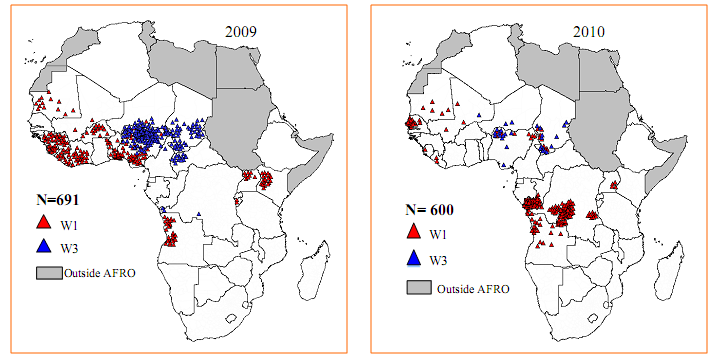 2009
N=691
W1
W3
Outside AFRO
2010
N= 600
W1
W3
Outside AFRO